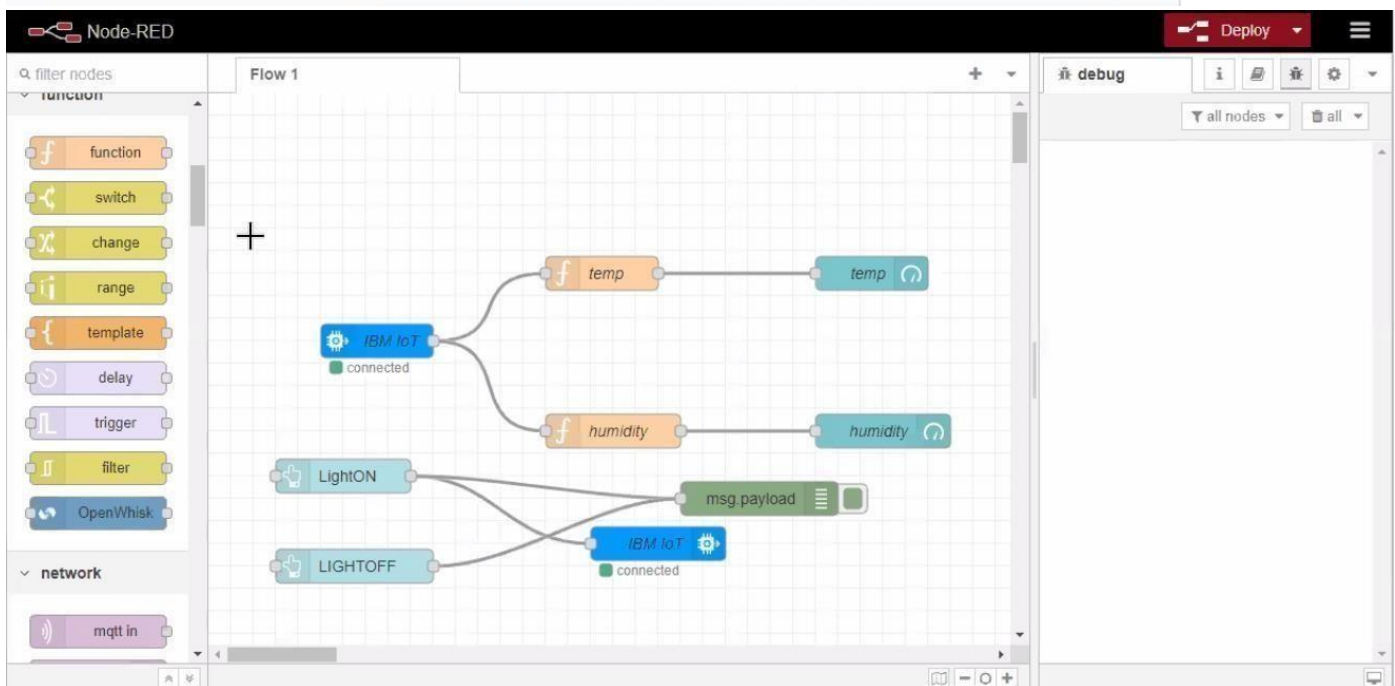 Node-RED
Deploy
filter nodes
Flow 1
debug
i
function
all nodes
all
function
switch
change
range
template
delay
trigger
filter
OpenWhisk
network
mqtt in
temp
temp
IBM IoT
connected
humidity
humidity
LightON
msg.payload
IBM IoT
connected
LIGHTOFF